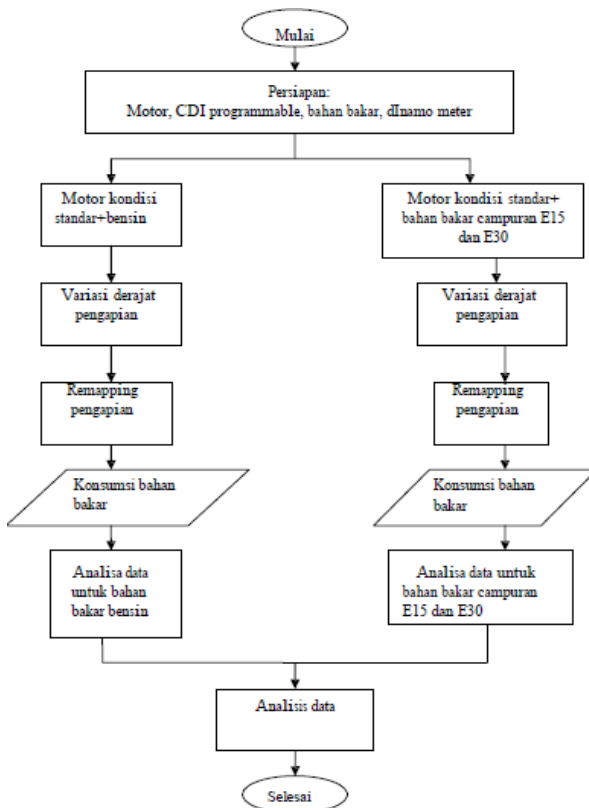 Mulai
Persiapan:
Motor, CDI programmable, bahan bakar, dInamo meter
Motor kondisi
standar+bensin
Variasi derajat
pengapian
Remapping
pengapian
Konsumsi bahan
bakar
Analisa data
untuk bahan
bakar bensin
Motor kondisi standar+
bahan bakar campuran E15
dan E30
Variasi derajat
pengapian
Remapping
pengapian
Konsumsi bahan
bakar
Analisa data untuk
bahan bakar campuran
E15 dan E30
Analisis data
Selesai